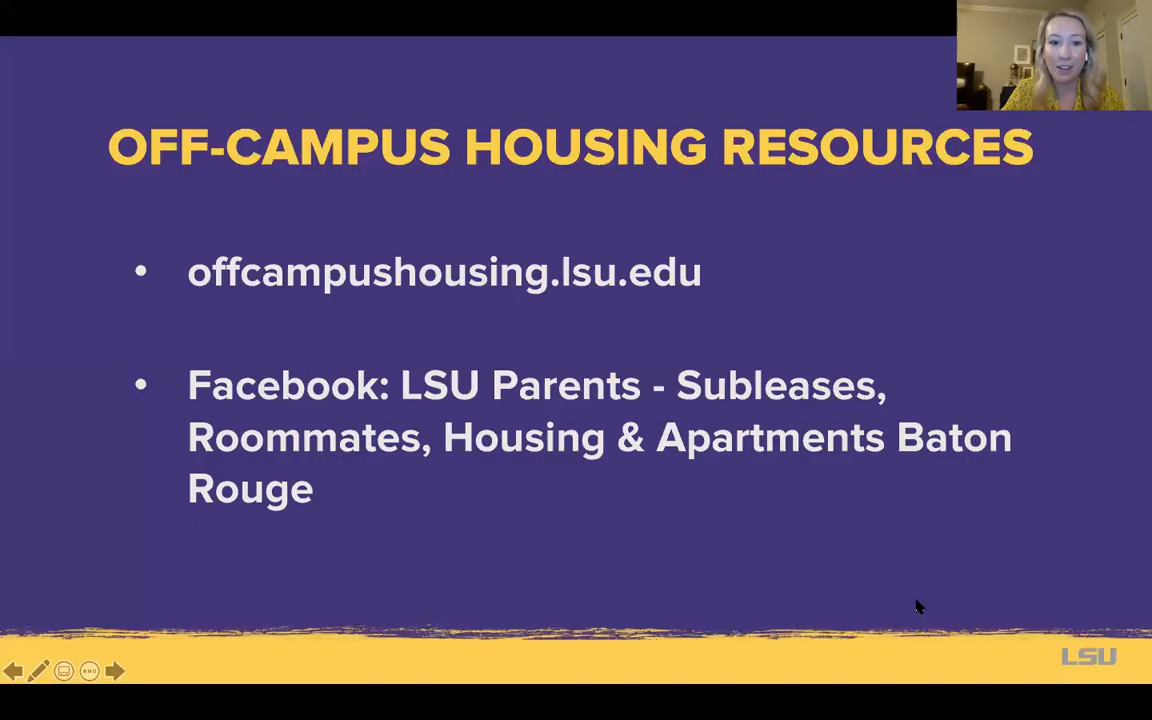 OFF-CAMPUS HOUSING RESOURCES
• offcampushousing.lsu.edu
• Facebook: LSU Parents - Subleases,
Roommates, Housing & Apartments Baton
Rouge
LSU